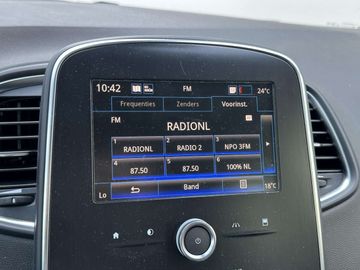 10:42 FM 24°C
Frequenties Zenders Voorinst.
FM
RADIONL
1 RADIONL 2 RADIO 2 3 NPO 3FM
4 87.50 5 87.50 6 100% NL
Lo Band 18°C